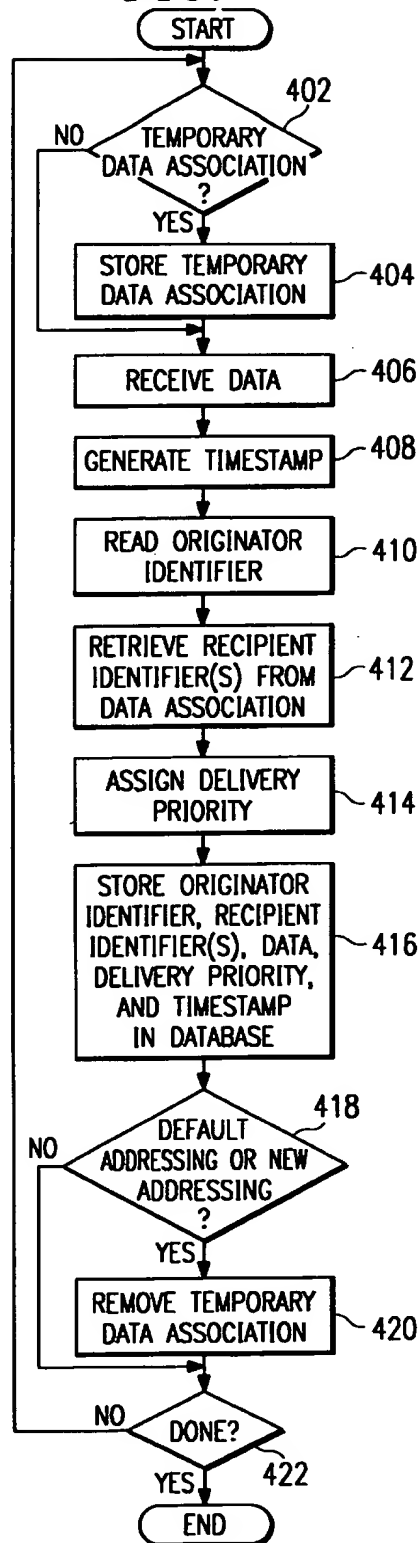 START
402
NO
TEMPORARY
DATA ASSOCIATION
?
YES
STORE TEMPORARY
DATA ASSOCIATION
404
RECEIVE DATA
406
GENERATE TIMESTAMP
408
READ ORIGINATOR
IDENTIFIER
410
RETRIEVE RECIPIENT
IDENTIFIER(S) FROM
DATA ASSOCIATION
412
ASSIGN DELIVERY
PRIORITY
414
STORE ORIGINATOR
IDENTIFIER, RECIPIENT
IDENTIFIER(S), DATA,
DELIVERY PRIORITY,
AND TIMESTAMP
IN DATABASE
416
418
NO
DEFAULT
ADDRESSING OR NEW
ADDRESSING
?
YES
REMOVE TEMPORARY
DATA ASSOCIATION
420
NO
DONE?
422
YES
END